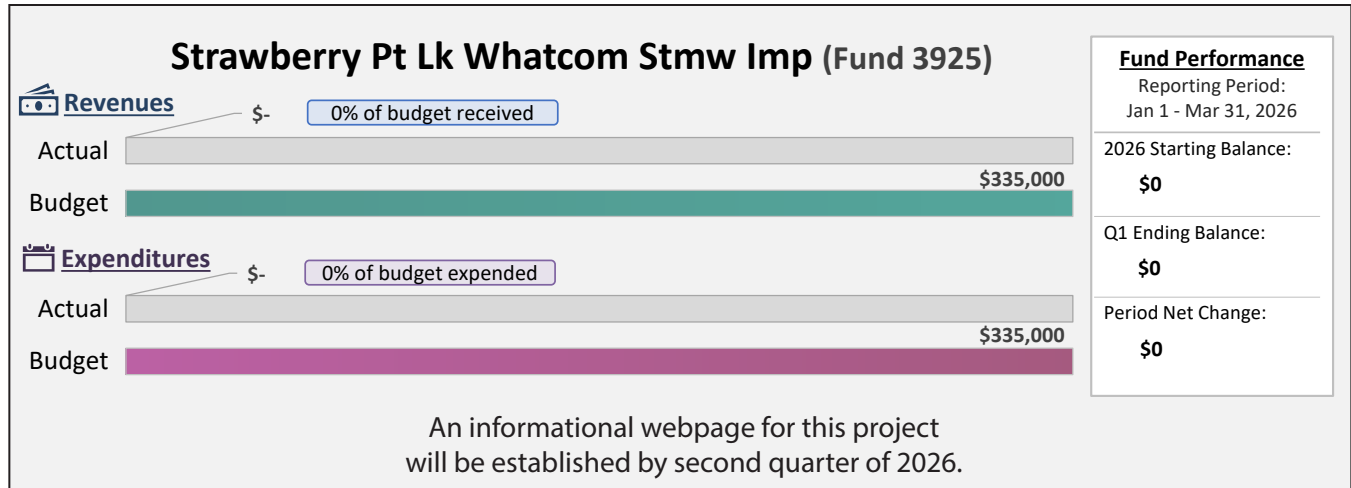 Strawberry Pt Lk Whatcom Stmw Imp (Fund 3925)
Revenues
$-
0% of budget received
Actual
$335,000
Budget
Expenditures
$-
0% of budget expended
Actual
$335,000
Budget
Fund Performance
Reporting Period:
Jan 1 - Mar 31, 2026
2026 Starting Balance:
$0
Q1 Ending Balance:
$0
Period Net Change:
$0
An informational webpage for this project
will be established by second quarter of 2026.